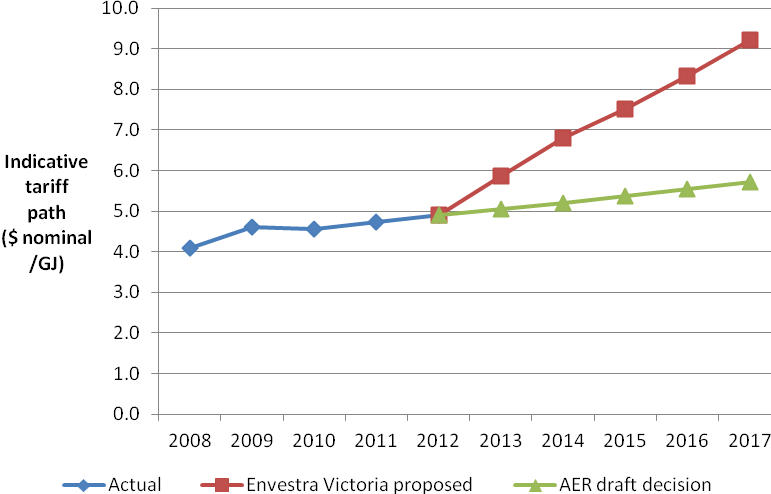 10.0
9.0
8.0
7.0
6.0
5.0
4.0
3.0
2.0
1.0
0.0
Indicative
tariff
path
($ nominal
/GJ)
2008 2009 2010 2011 2012 2013 2014 2015 2016 2017
Actual Envestra Victoria proposed AER draft decision